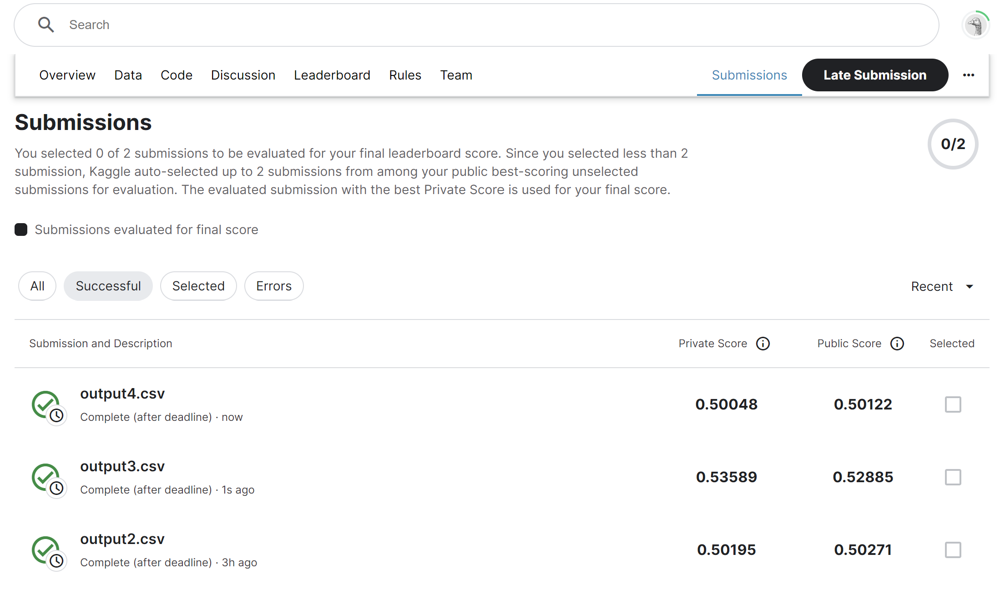 Search
Overview Data Code Discussion Leaderboard Rules Team Submissions Late Submission
Submissions
0/2
You selected 0 of 2 submissions to be evaluated for your final leaderboard score. Since you selected less than 2
submission, Kaggle auto-selected up to 2 submissions from among your public best-scoring unselected
submissions for evaluation. The evaluated submission with the best Private Score is used for your final score.
Submissions evaluated for final score
All Successful Selected Errors Recent
Submission and Description Private Score Public Score Selected
output4.csv
Complete (after deadline) · now
0.50048 0.50122
output3.csv
Complete (after deadline) · 1s ago
0.53589 0.52885
output2.csv
Complete (after deadline) · 3h ago
0.50195 0.50271